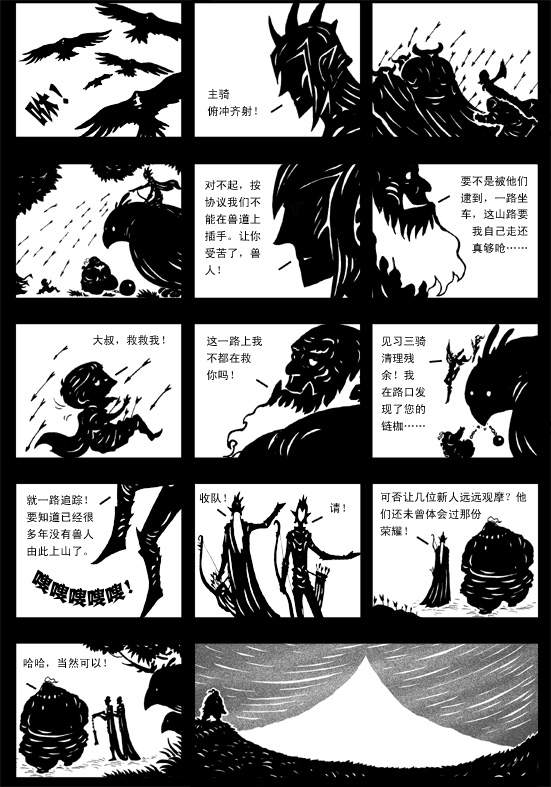 咻！
主骑
俯冲齐射！
对不起，按
协议我们不
能在兽道上
插手。让你
受苦了，兽
人！
要不是被他们
逮到，一路坐
车，这山路要
我自己走还
真够呛……
大叔，救救我！
这一路上我
不都在救
你吗！
见习三骑
清理残
余！我
在路口发
现了您的
链枷……
就一路追踪！
要知道已经很
多年没有兽人
由此上山了。
嗖嗖嗖嗖嗖！
收队！
请！
可否让几位新人远远观摩？他
们还未曾体会过那份
荣耀！
哈哈，当然可以！